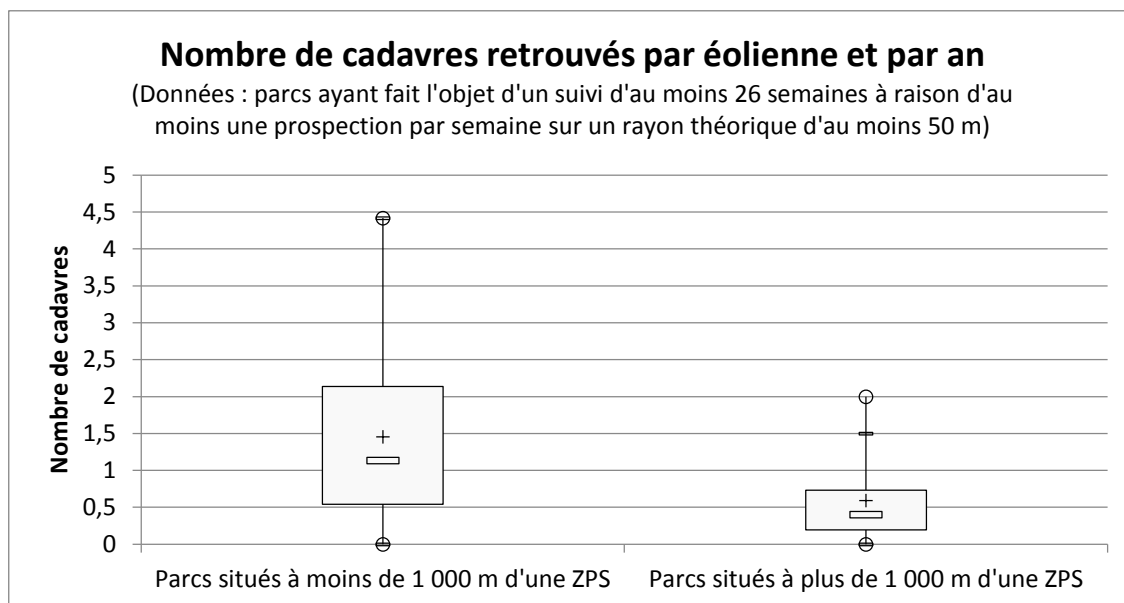 Nombre de cadavres retrouvés par éolienne et par an
(Données : parcs ayant fait l'objet d'un suivi d'au moins 26 semaines à raison d'au
moins une prospection par semaine sur un rayon théorique d'au moins 50 m)
Nombre de cadavres
5
4,5
4
3,5
3
2,5
2
1,5
1
0,5
0
Parcs situés à moins de 1 000 m d'une ZPS
Parcs situés à plus de 1 000 m d'une ZPS